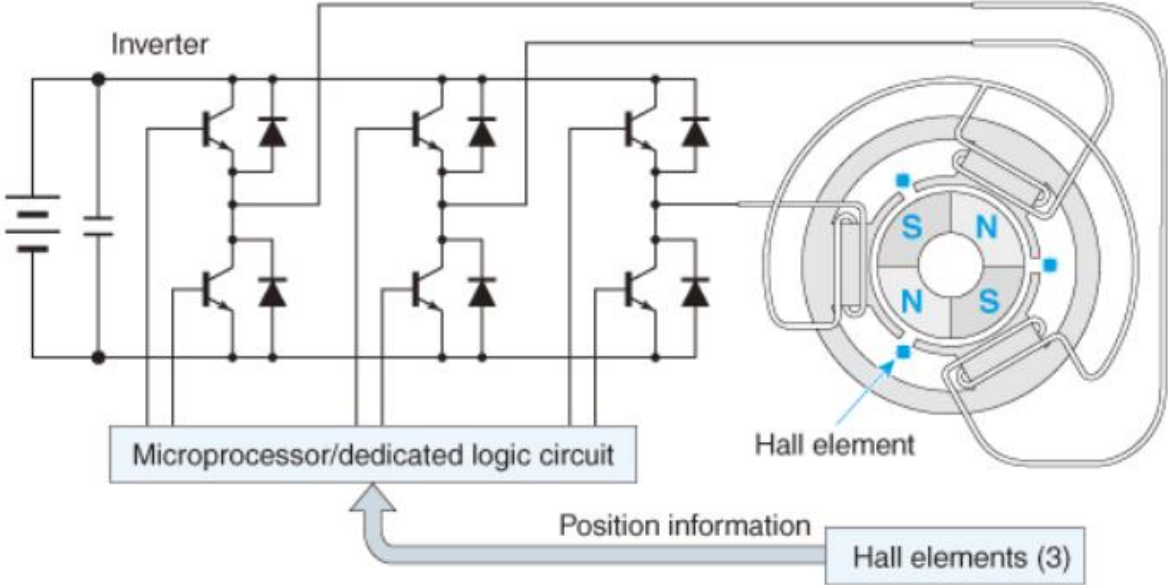 Inverter
S
N
N
S
Hall element
Microprocessor/dedicated logic circuit
Position information
Hall elements (3)